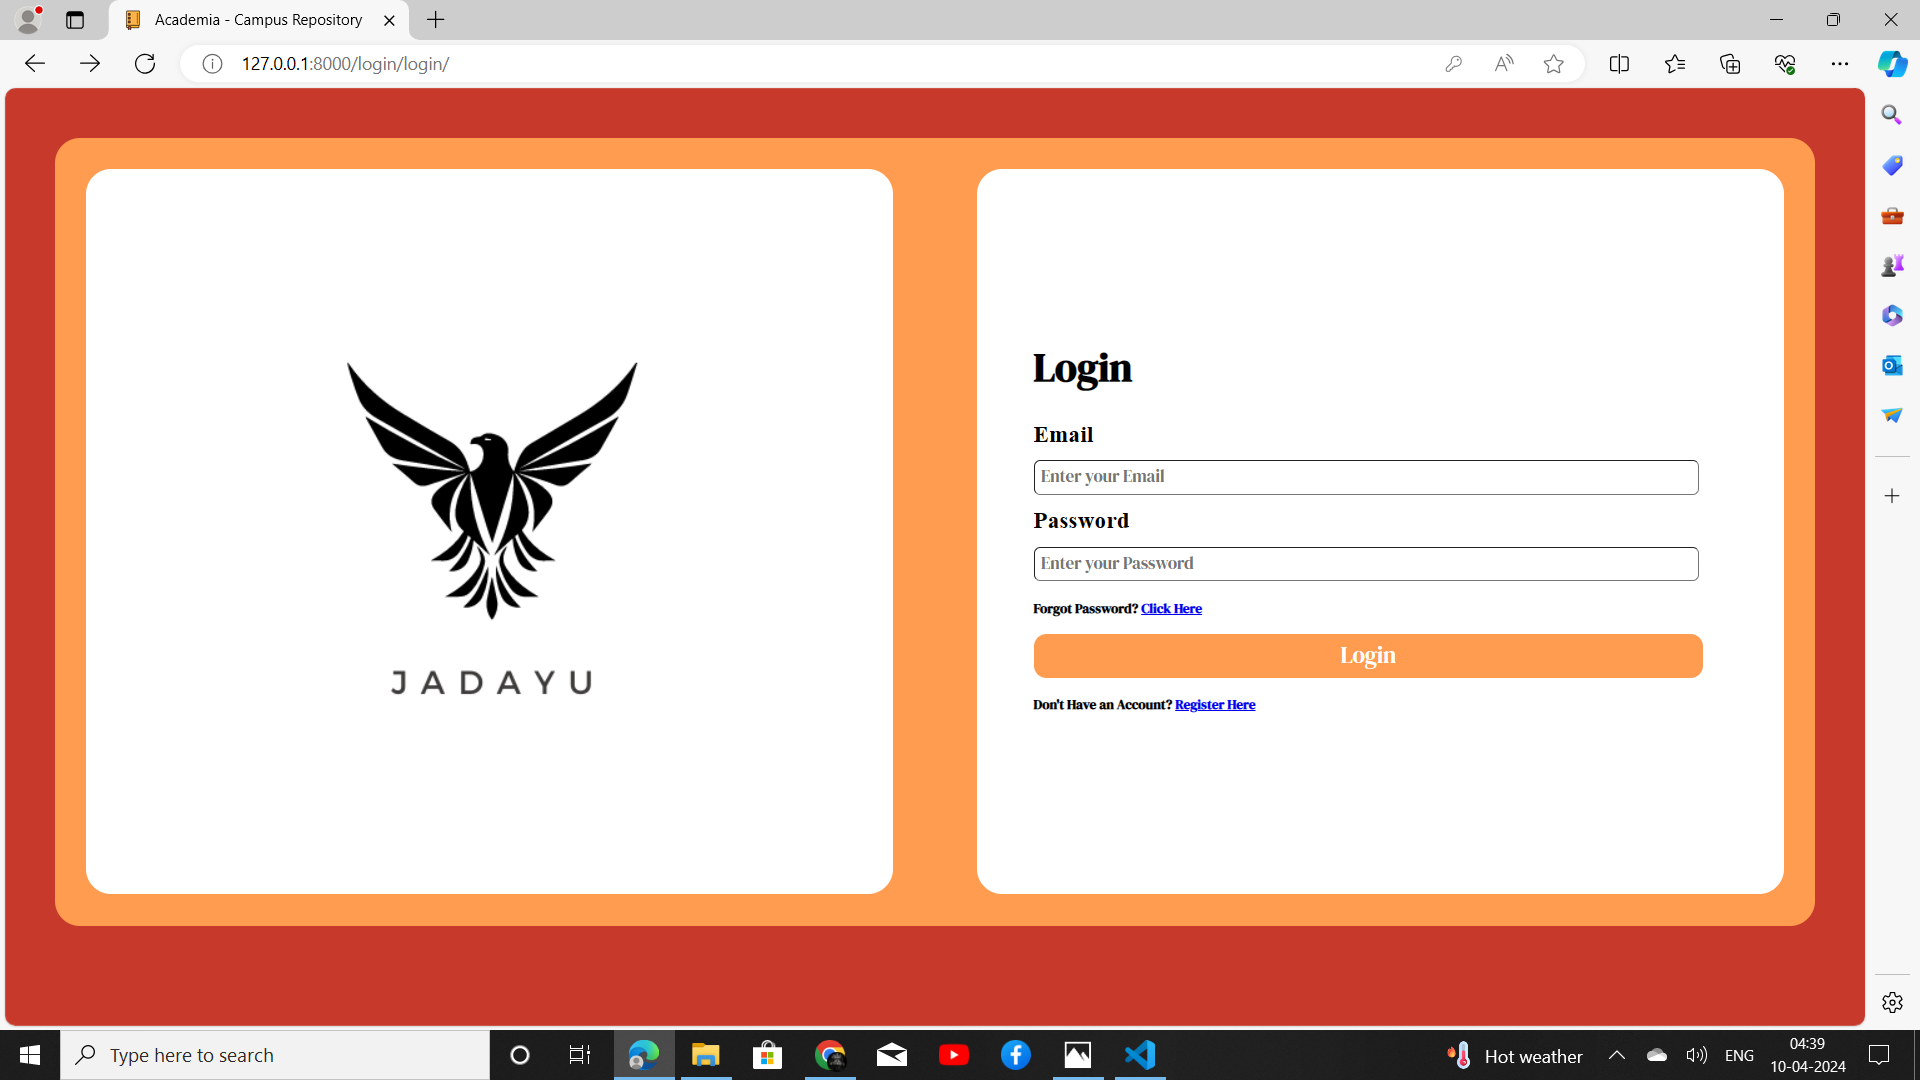 Academia - Campus Repository
127.0.0.1:8000/login/login/
JADAYU
Login
Email
Enter your Email
Password
Enter your Password
Forgot Password? Click Here
Login
Don't Have an Account? Register Here
Type here to search
Hot weather
ENG
04:39
10-04-2024